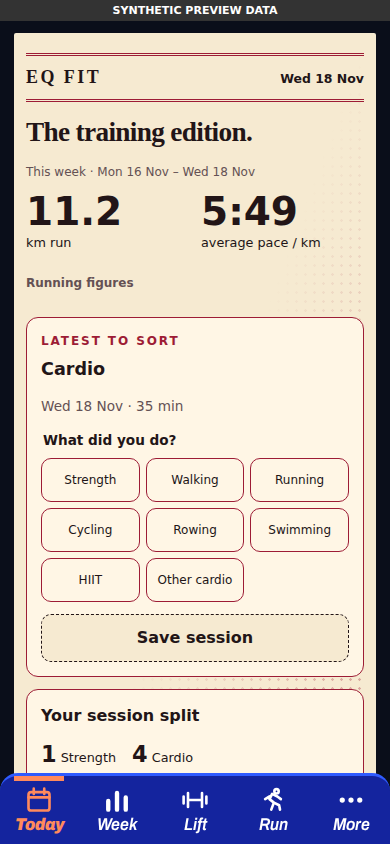 SYNTHETIC PREVIEW DATA
EQ FIT
Wed 18 Nov
The training edition.
This week · Mon 16 Nov – Wed 18 Nov
11.2
5:49
km run
average pace / km
Running figures
LATEST TO SORT
Cardio
Wed 18 Nov · 35 min
What did you do?
Strength
Walking
Running
Cycling
Rowing
Swimming
HIIT
Other cardio
Save session
Your session split
1 Strength 4 Cardio
Today
Week
Lift
Run
More